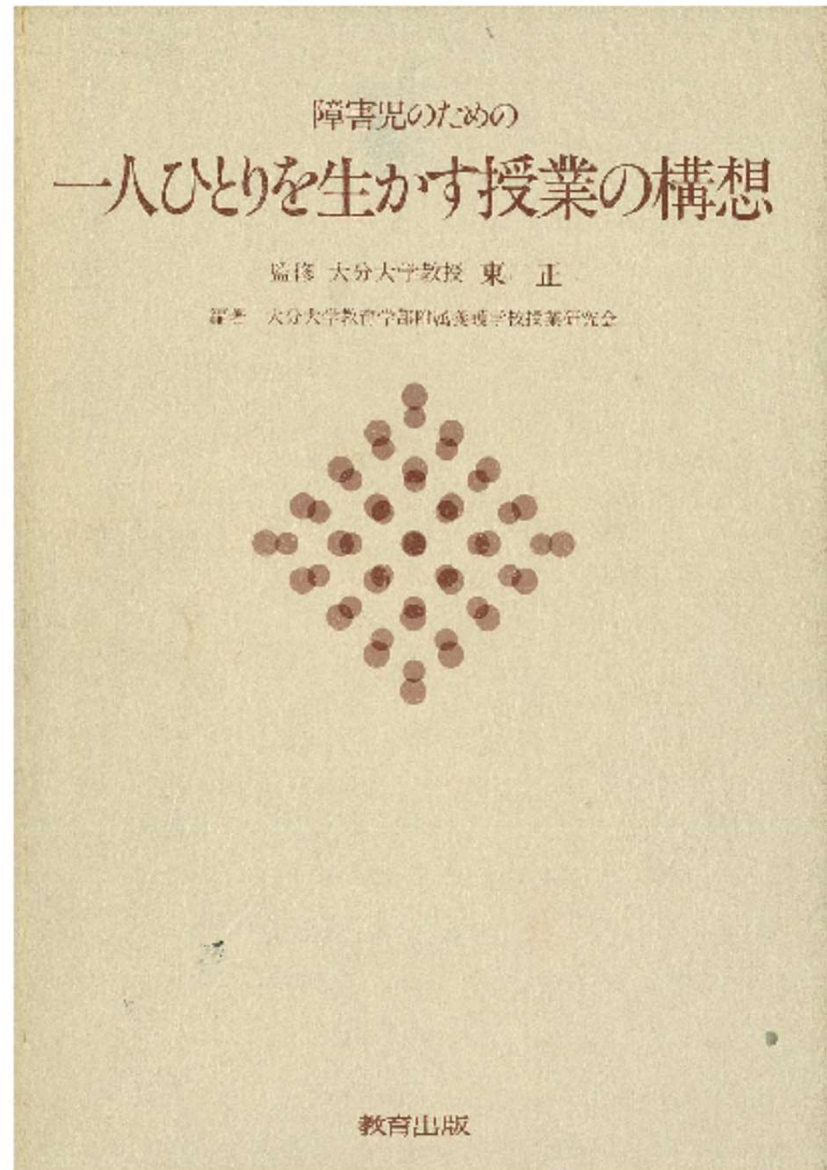 障害児のための
一人ひとりを生かす授業の構想
監修 大分大学教授 東 正
編著 大分大学教育学部附属養護学校授業研究会
教育出版